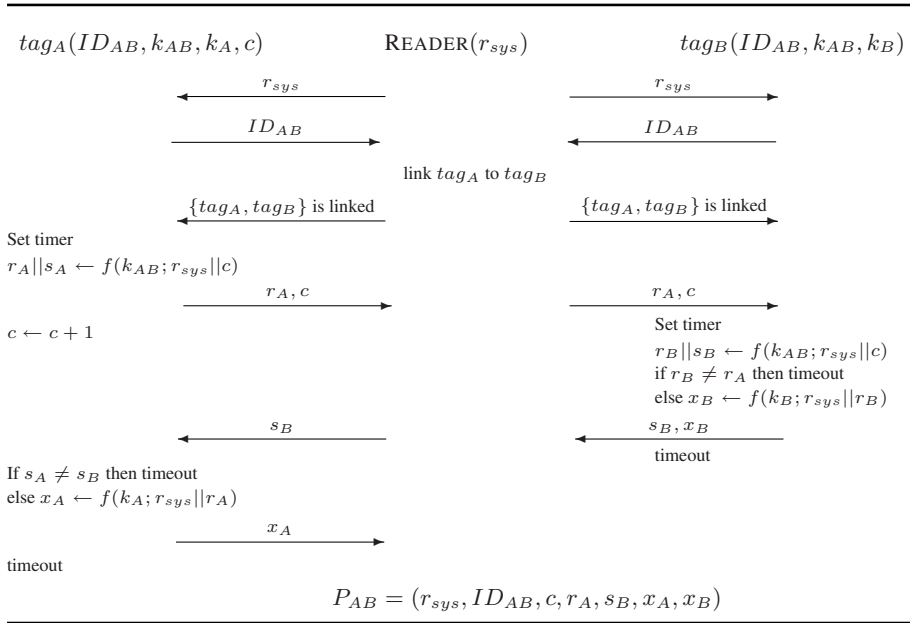 tag_A(ID_AB, k_AB, k_A, c) READER(r_sys) tag_B(ID_AB, k_AB, k_B)
r_sys r_sys
ID_AB ID_AB
link tag_A to tag_B
{tag_A, tag_B} is linked {tag_A, tag_B} is linked
Set timer
r_A||s_A ← f(k_AB; r_sys||c)
r_A, c r_A, c
c ← c + 1
Set timer
r_B||s_B ← f(k_AB; r_sys||c)
if r_B ≠ r_A then timeout
else x_B ← f(k_B; r_sys||r_B)
s_B s_B, x_B
timeout
If s_A ≠ s_B then timeout
else x_A ← f(k_A; r_sys||r_A)
x_A
timeout
P_AB = (r_sys, ID_AB, c, r_A, s_B, x_A, x_B)